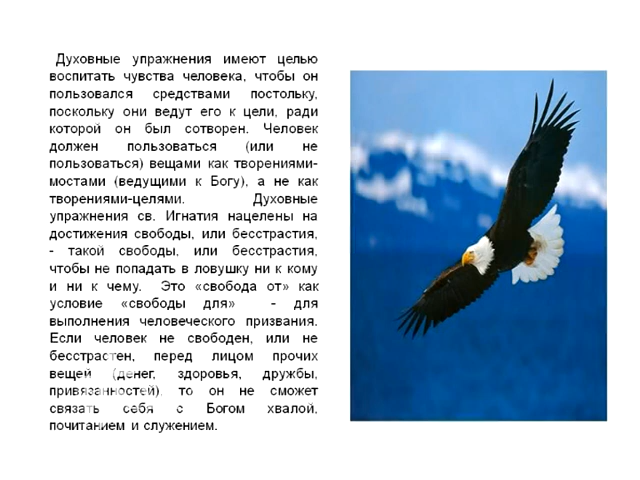 Духовные упражнения имеют целью
воспитать чувства человека, чтобы он
пользовался средствами постольку,
поскольку они ведут его к цели, ради
которой он был сотворен. Человек
должен пользоваться (или не
пользоваться) вещами как творениями-
мостами (ведущими к Богу), а не как
творениями-целями. Духовные
упражнения св. Игнатия нацелены на
достижения свободы, или бесстрастия,
- такой свободы, или бесстрастия,
чтобы не попадать в ловушку ни к кому
и ни к чему. Это «свобода от» как
условие «свободы для» - для
выполнения человеческого призвания.
Если человек не свободен, или не
бесстрастен, перед лицом прочих
вещей (денег, здоровья, дружбы,
привязанностей), то он не сможет
связать себя с Богом хвалой,
почитанием и служением.